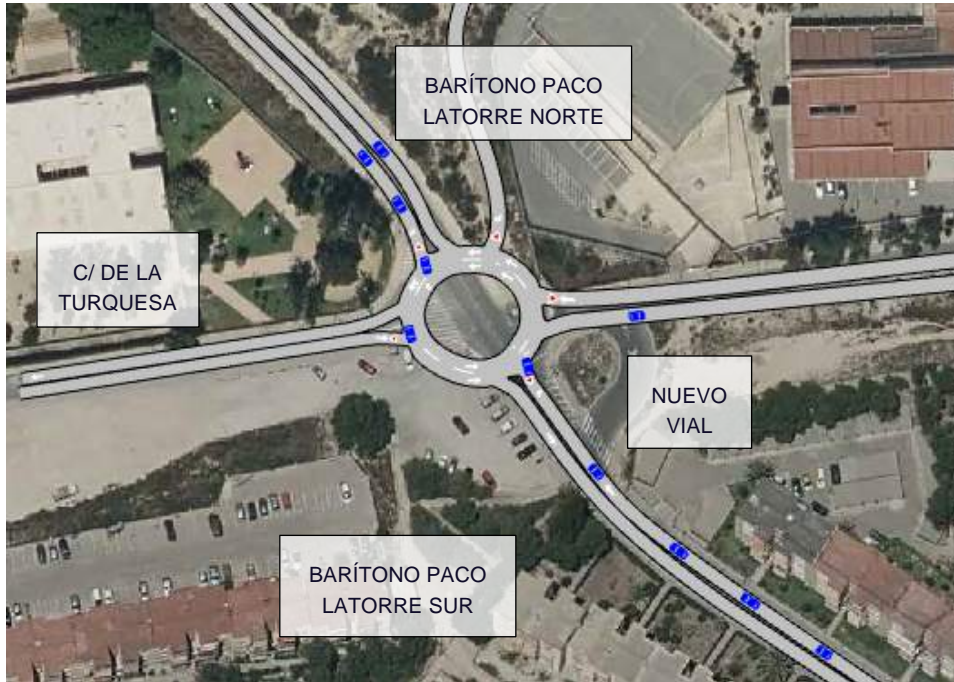 BARÍTONO PACO
LATORRE NORTE
C/ DE LA
TURQUESA
NUEVO
VIAL
BARÍTONO PACO
LATORRE SUR